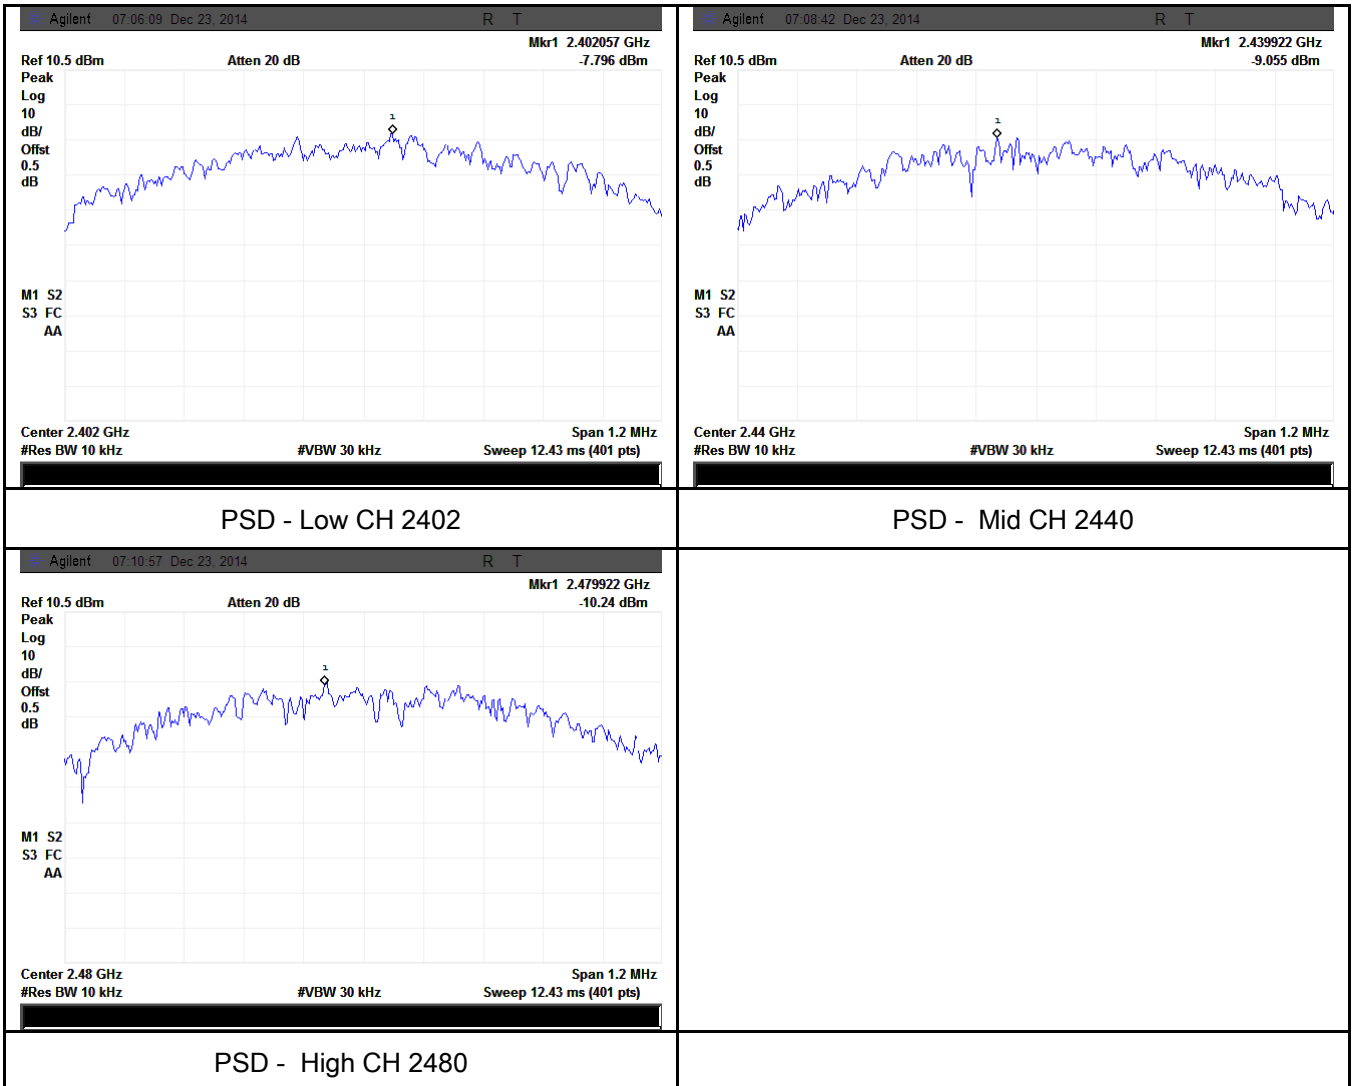 Agilent 07:06:09 Dec 23, 2014 R T
Mkr1 2.402057 GHz
Ref 10.5 dBm Atten 20 dB -7.796 dBm
Peak
Log
10
dB/
Offst
0.5
dB
1
M1 S2
S3 FC
AA
Center 2.402 GHz Span 1.2 MHz
#Res BW 10 kHz #VBW 30 kHz Sweep 12.43 ms (401 pts)
PSD - Low CH 2402
Agilent 07:08:42 Dec 23, 2014 R T
Mkr1 2.439922 GHz
Ref 10.5 dBm Atten 20 dB -9.055 dBm
Peak
Log
10
dB/
Offst
0.5
dB
1
M1 S2
S3 FC
AA
Center 2.44 GHz Span 1.2 MHz
#Res BW 10 kHz #VBW 30 kHz Sweep 12.43 ms (401 pts)
PSD - Mid CH 2440
Agilent 07:10:57 Dec 23, 2014 R T
Mkr1 2.479922 GHz
Ref 10.5 dBm Atten 20 dB -10.24 dBm
Peak
Log
10
dB/
Offst
0.5
dB
1
M1 S2
S3 FC
AA
Center 2.48 GHz Span 1.2 MHz
#Res BW 10 kHz #VBW 30 kHz Sweep 12.43 ms (401 pts)
PSD - High CH 2480